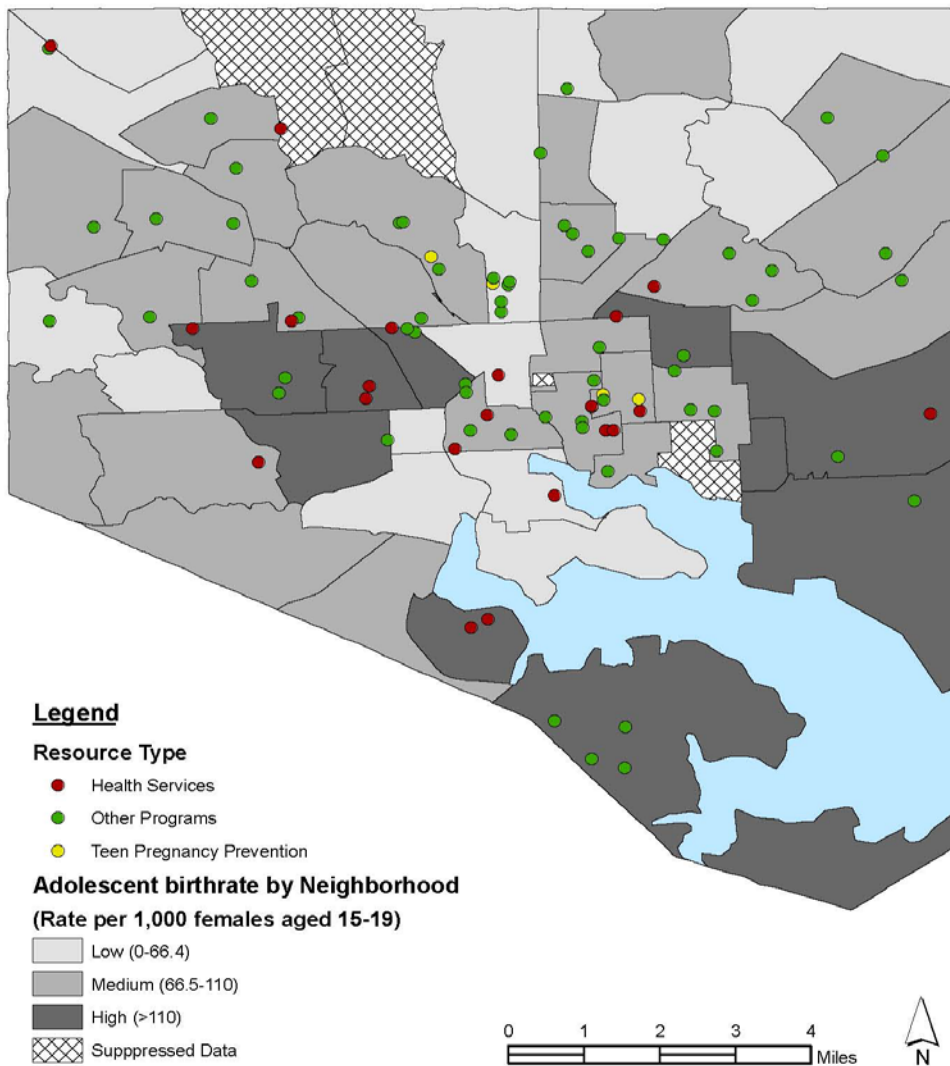 Legend
Resource Type
Health Services
Other Programs
Teen Pregnancy Prevention
Adolescent birthrate by Neighborhood
(Rate per 1,000 females aged 15-19)
Low (0-66.4)
Medium (66.5-110)
High (>110)
Supppressed Data
0 1 2 3 4
Miles
N